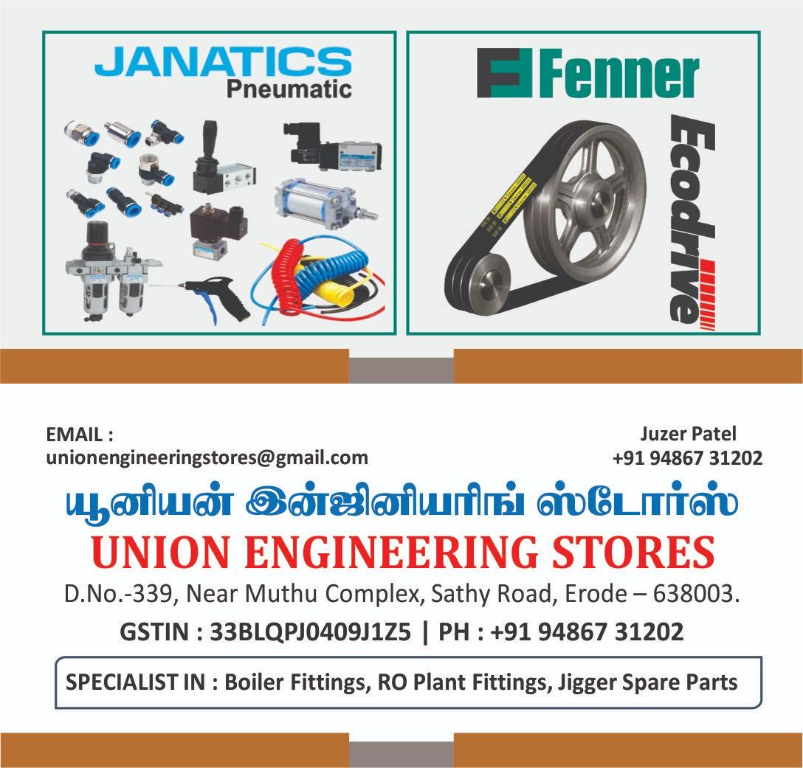 JANATICS
Pneumatic
Fenner
Ecodrive
EMAIL :
unionengineeringstores@gmail.com
Juzer Patel
+91 94867 31202
யூனியன் இன்ஜினியரிங் ஸ்டோர்ஸ்
UNION ENGINEERING STORES
D.No.-339, Near Muthu Complex, Sathy Road, Erode – 638003.
GSTIN : 33BLQPJ0409J1Z5 | PH : +91 94867 31202
SPECIALIST IN : Boiler Fittings, RO Plant Fittings, Jigger Spare Parts